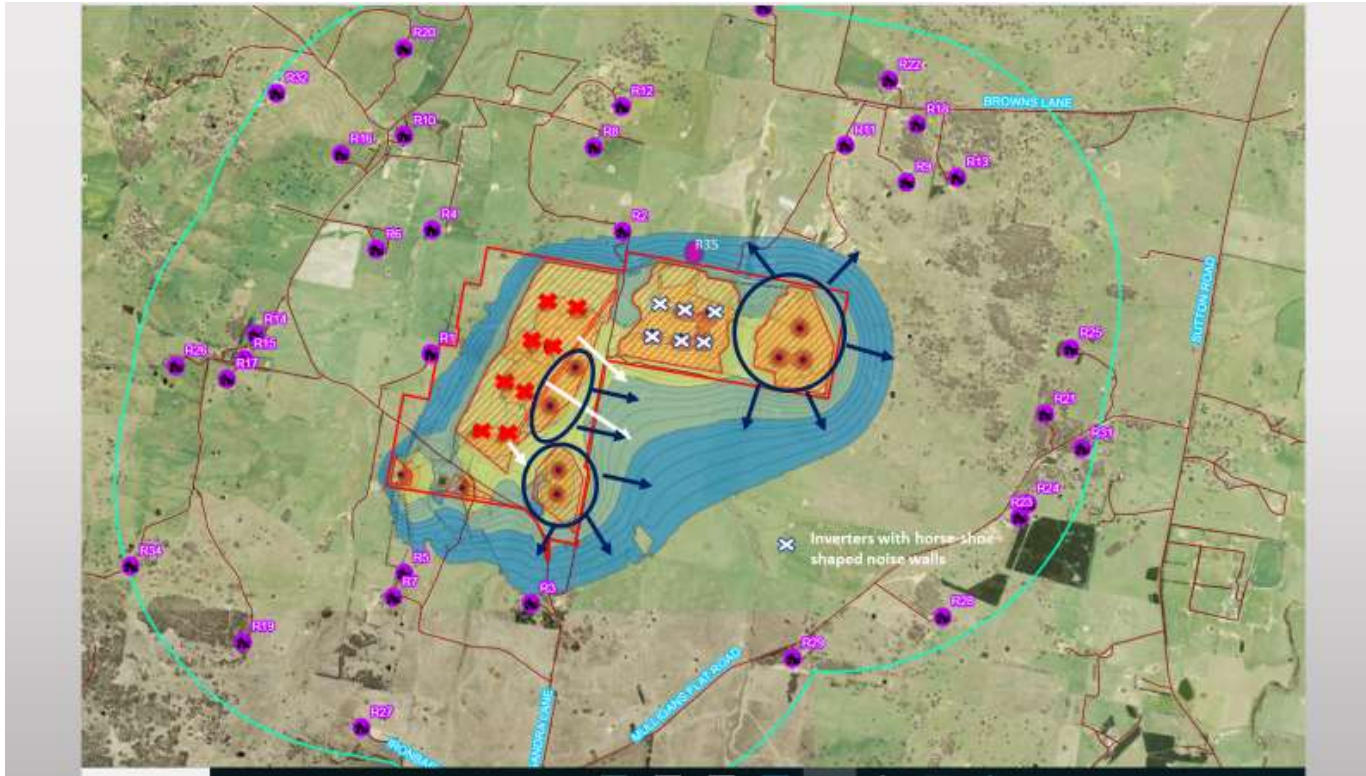 R20
R22
R32
R12
BROWNS LANE
R18
R10
R16
R8
R11
R9
R13
R4
R2
R6
R35
SUTTON ROAD
R14
R1
R25
R15
R26
R17
R21
R31
R24
R23
Inverters with horse-shoe
shaped noise walls
R34
R5
R7
R3
R28
R19
R29
MULLIGANS FLAT ROAD
R27